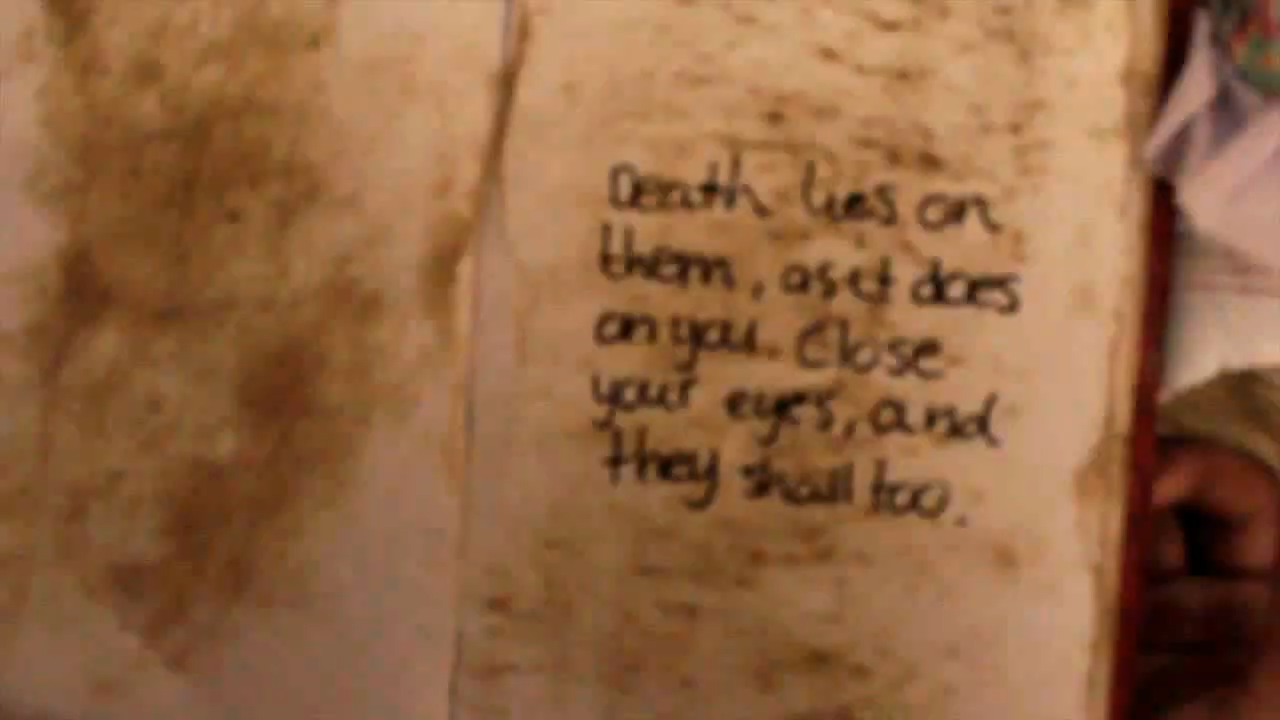 Death lies on
them, as it does
on you. Close
your eyes, and
they shall too.